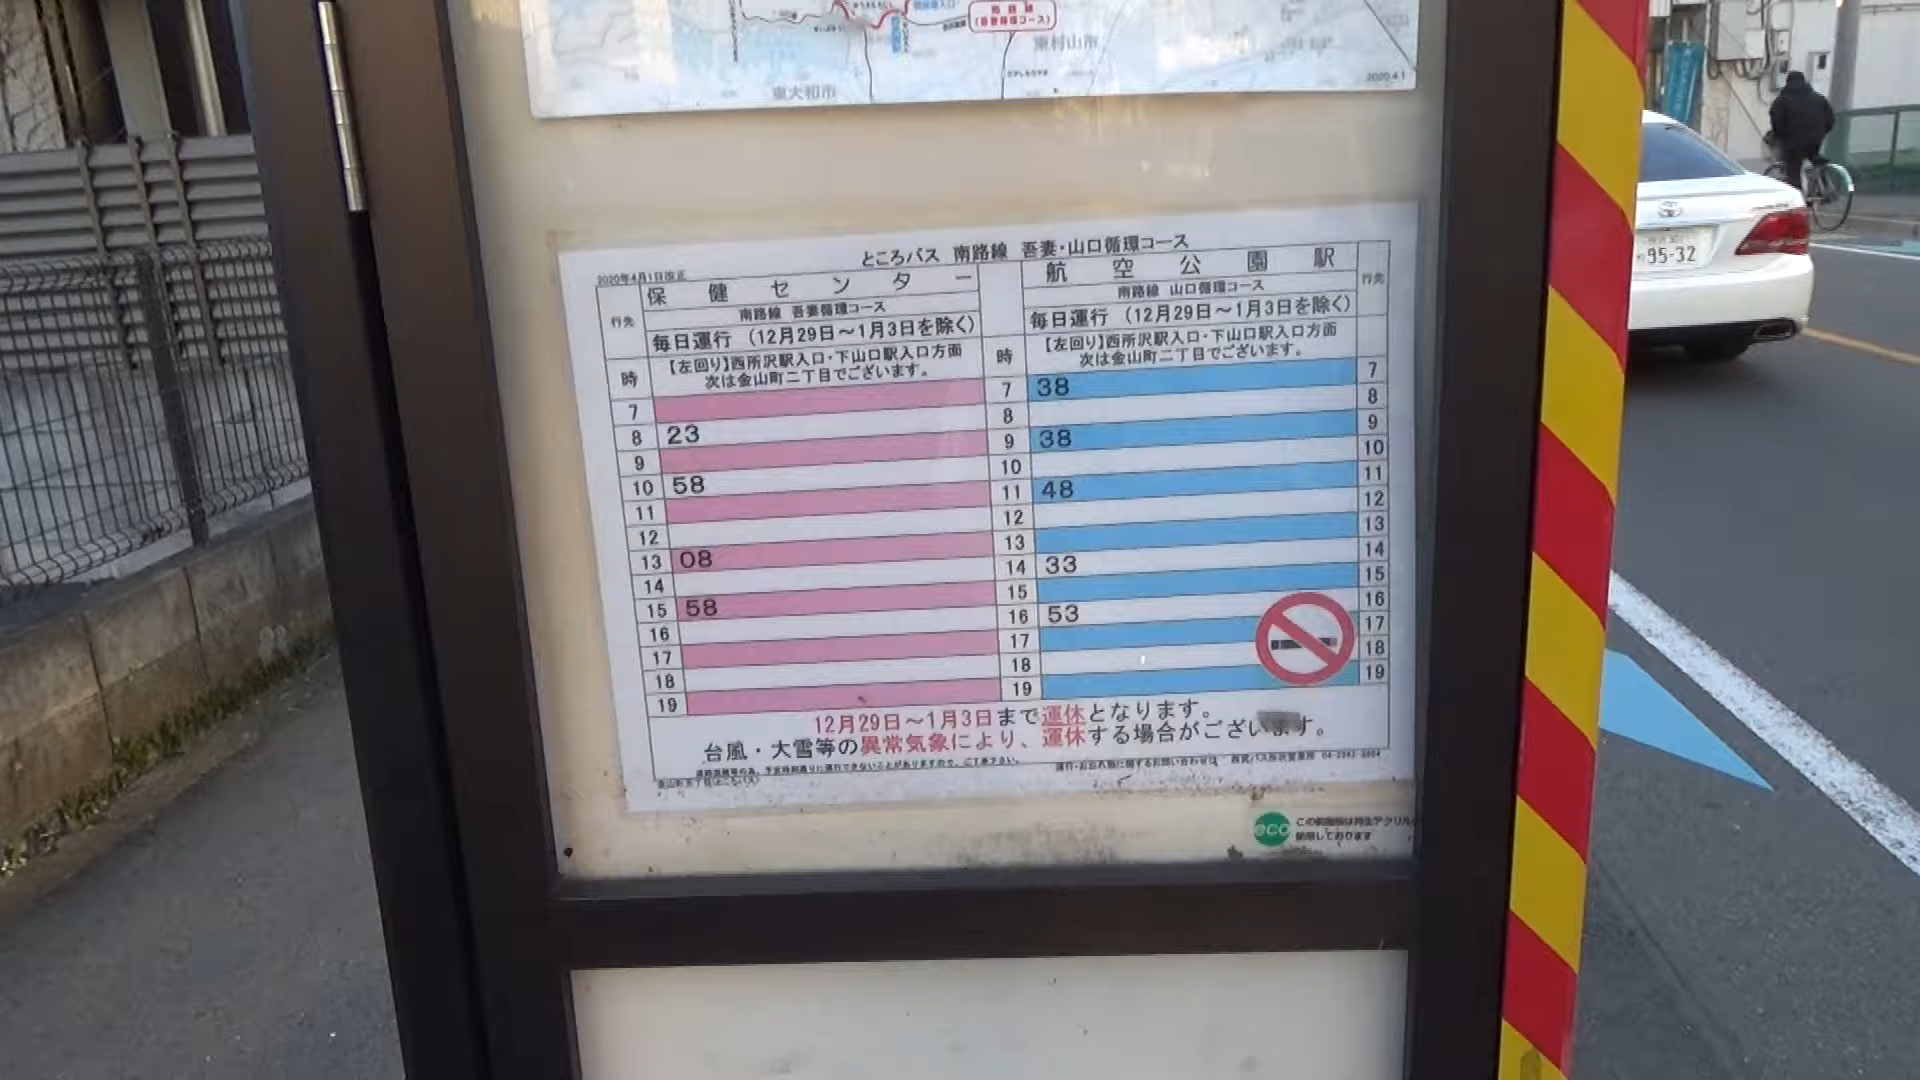 東村山市
東大和市
2020.4.1
ところバス 南路線 吾妻・山口循環コース
2020年4月1日改正
行先 保健センター 航空公園駅 行先
南路線 吾妻循環コース 南路線 山口循環コース
毎日運行 (12月29日～1月3日を除く) 毎日運行 (12月29日～1月3日を除く)
時 【左回り】西所沢駅入口・下山口駅入口方面 時 【左回り】西所沢駅入口・下山口駅入口方面
次は金山町二丁目でございます。 次は金山町二丁目でございます。
7 7 38 7
8 23 8 8
9 9 38 9
10 58 10 10
11 11 48 11
12 12 12
13 08 13 13
14 14 33 14
15 58 15 15
16 16 53 16
17 17 17
18 18 18
19 19 19
12月29日～1月3日まで運休となります。
台風・大雪等の異常気象により、運休する場合がございます。
eco
使用しております
95-32